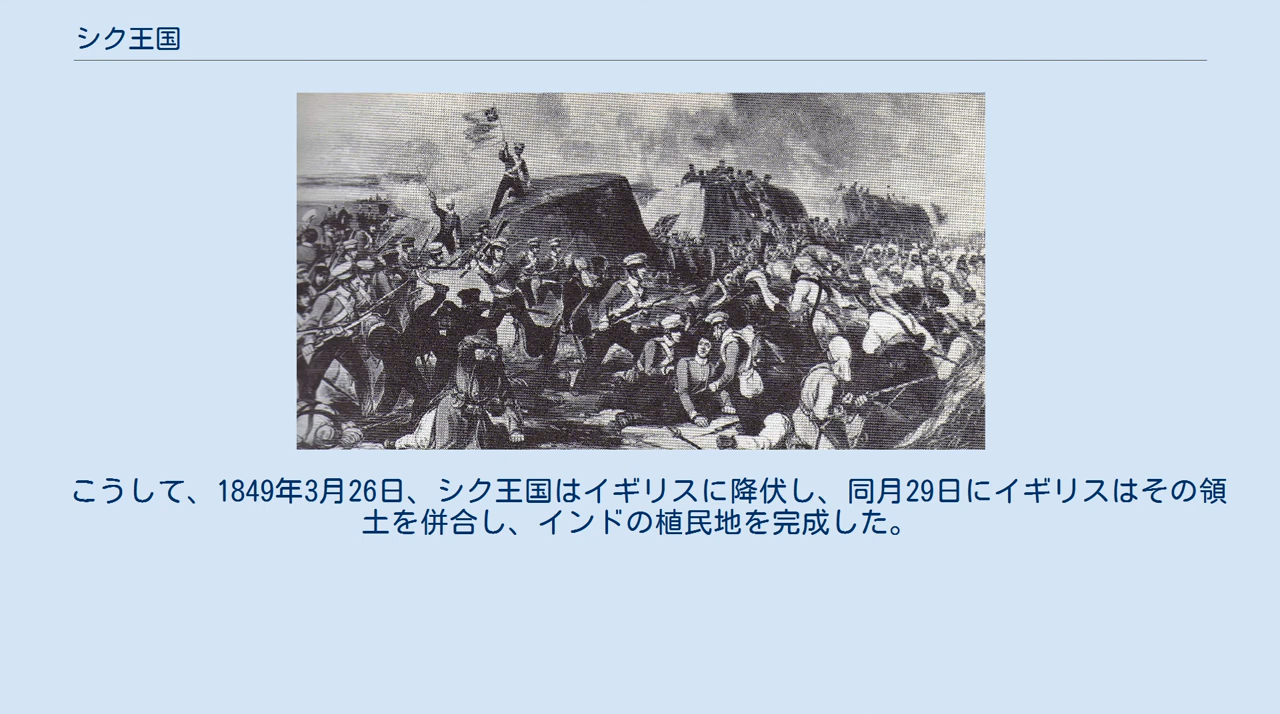 シク王国
こうして、1849年3月26日、シク王国はイギリスに降伏し、同月29日にイギリスはその領
土を併合し、インドの植民地を完成した。